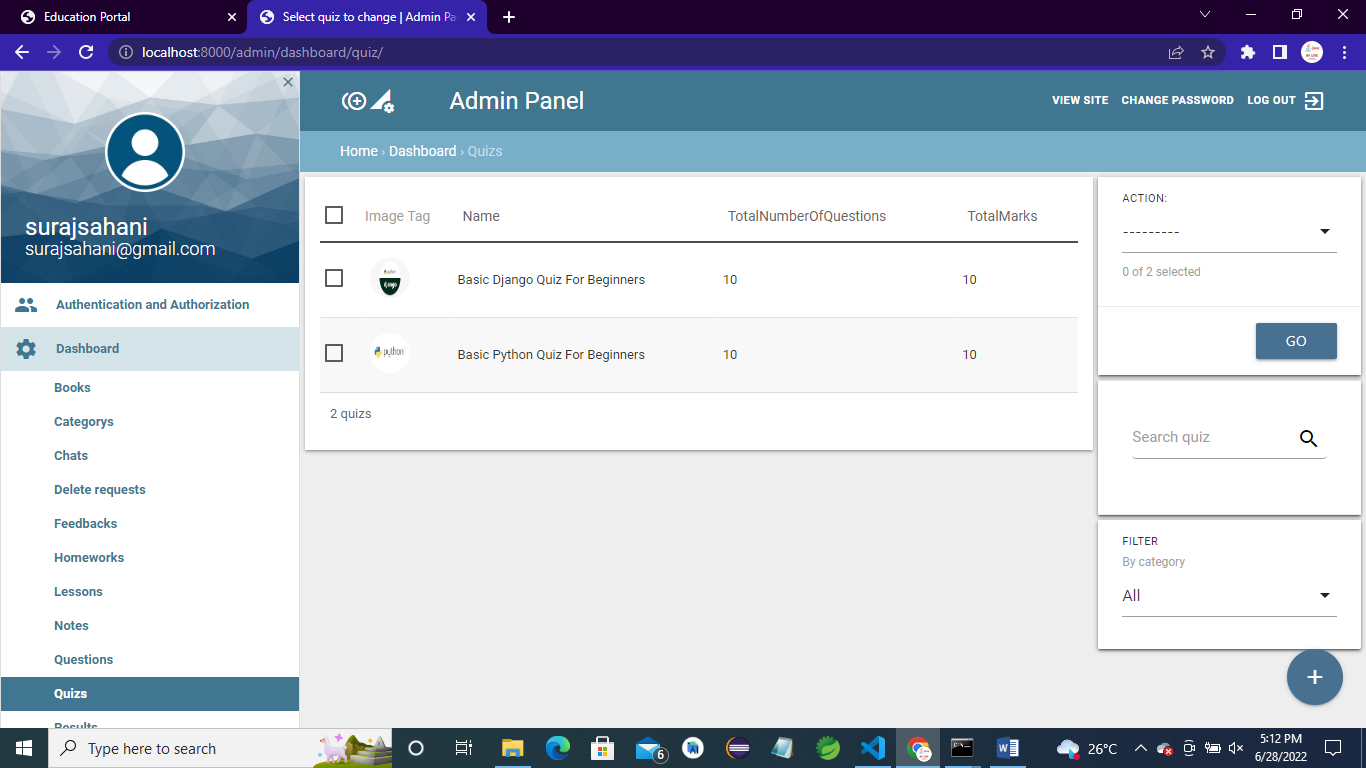 Education Portal
Select quiz to change | Admin Pa
localhost:8000/admin/dashboard/quiz/
surajsahani
surajsahani@gmail.com
Authentication and Authorization
Dashboard
Books
Categorys
Chats
Delete requests
Feedbacks
Homeworks
Lessons
Notes
Questions
Quizs
Results
Admin Panel
VIEW SITE CHANGE PASSWORD LOG OUT
Home › Dashboard › Quizs
Image Tag Name TotalNumberOfQuestions TotalMarks
django Basic Django Quiz For Beginners 10 10
python Basic Python Quiz For Beginners 10 10
2 quizs
ACTION:
---------
0 of 2 selected
GO
Search quiz
FILTER
By category
All
+
Type here to search
6
26°C
5:12 PM
6/28/2022